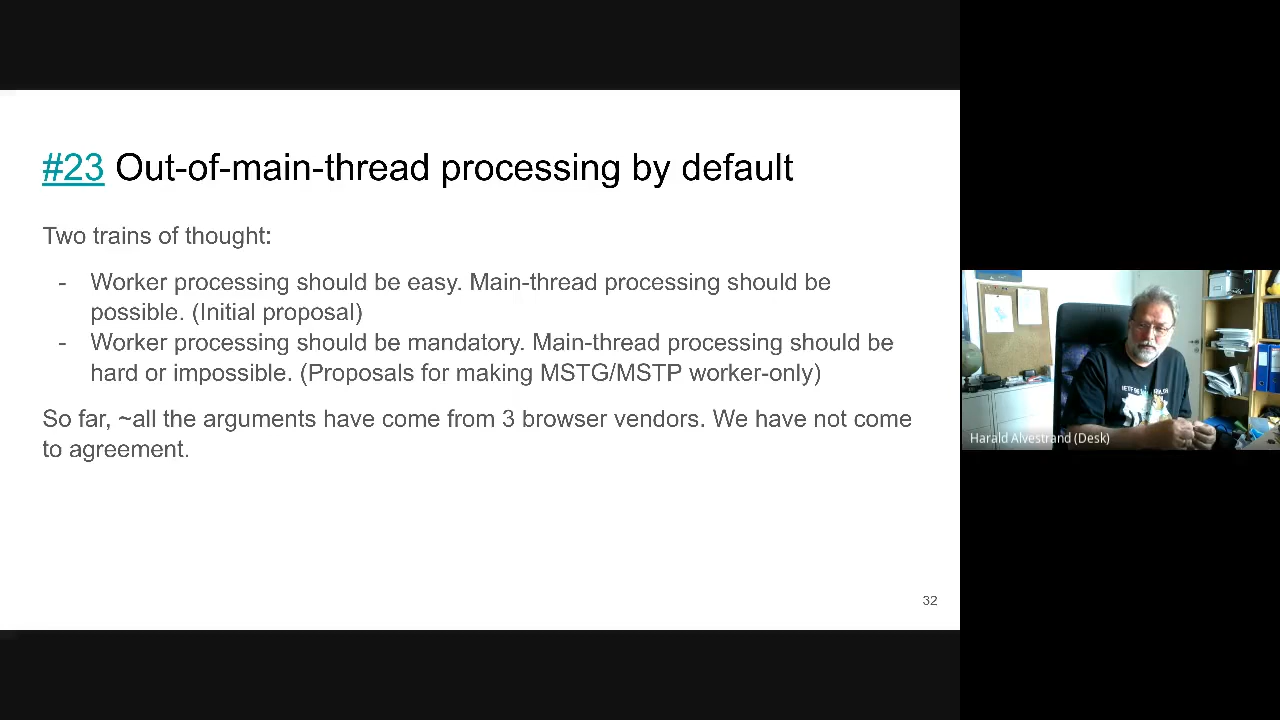 #23 Out-of-main-thread processing by default
Two trains of thought:
- Worker processing should be easy. Main-thread processing should be
possible. (Initial proposal)
- Worker processing should be mandatory. Main-thread processing should be
hard or impossible. (Proposals for making MSTG/MSTP worker-only)
So far, ~all the arguments have come from 3 browser vendors. We have not come
to agreement.
32
Harald Alvestrand (Desk)